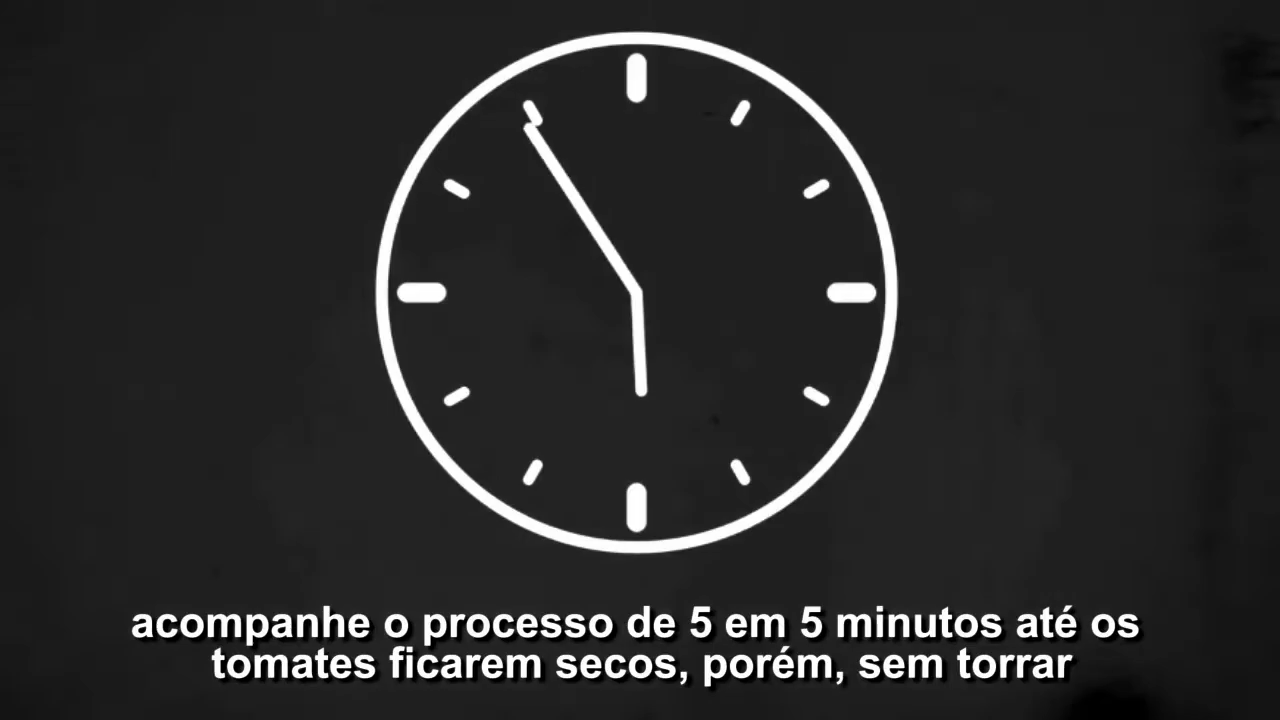 acompanhe o processo de 5 em 5 minutos até os
tomates ficarem secos, porém, sem torrar